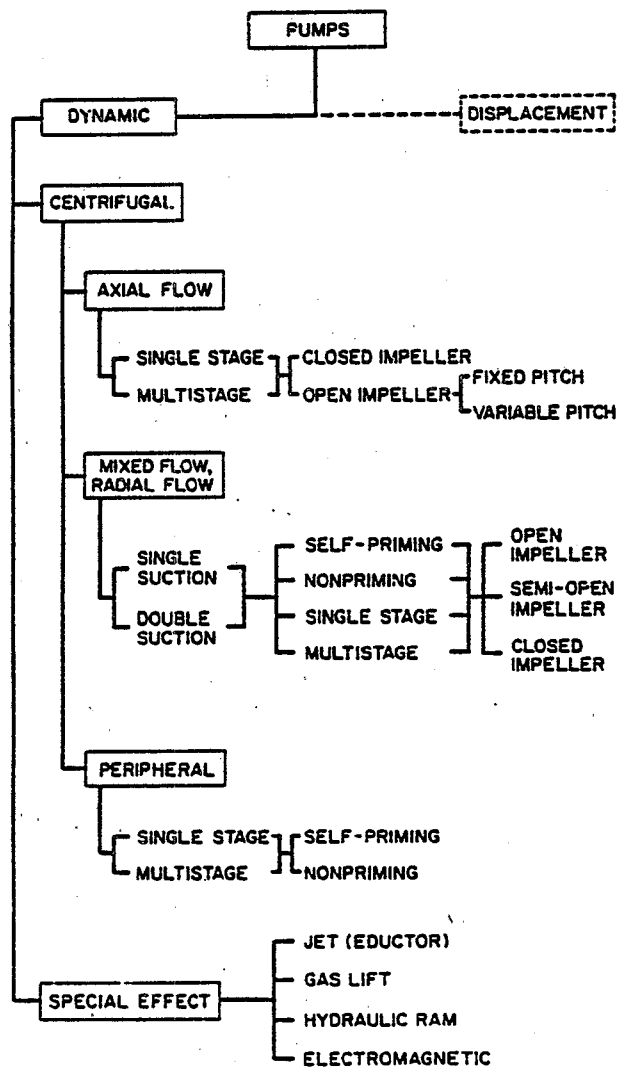 PUMPS
DYNAMIC
DISPLACEMENT
CENTRIFUGAL
AXIAL FLOW
SINGLE STAGE
CLOSED IMPELLER
MULTISTAGE
OPEN IMPELLER
FIXED PITCH
VARIABLE PITCH
MIXED FLOW,
RADIAL FLOW
SINGLE
SUCTION
DOUBLE
SUCTION
SELF-PRIMING
NONPRIMING
SINGLE STAGE
MULTISTAGE
OPEN
IMPELLER
SEMI-OPEN
IMPELLER
CLOSED
IMPELLER
PERIPHERAL
SINGLE STAGE
SELF-PRIMING
MULTISTAGE
NONPRIMING
SPECIAL EFFECT
JET (EDUCTOR)
GAS LIFT
HYDRAULIC RAM
ELECTROMAGNETIC